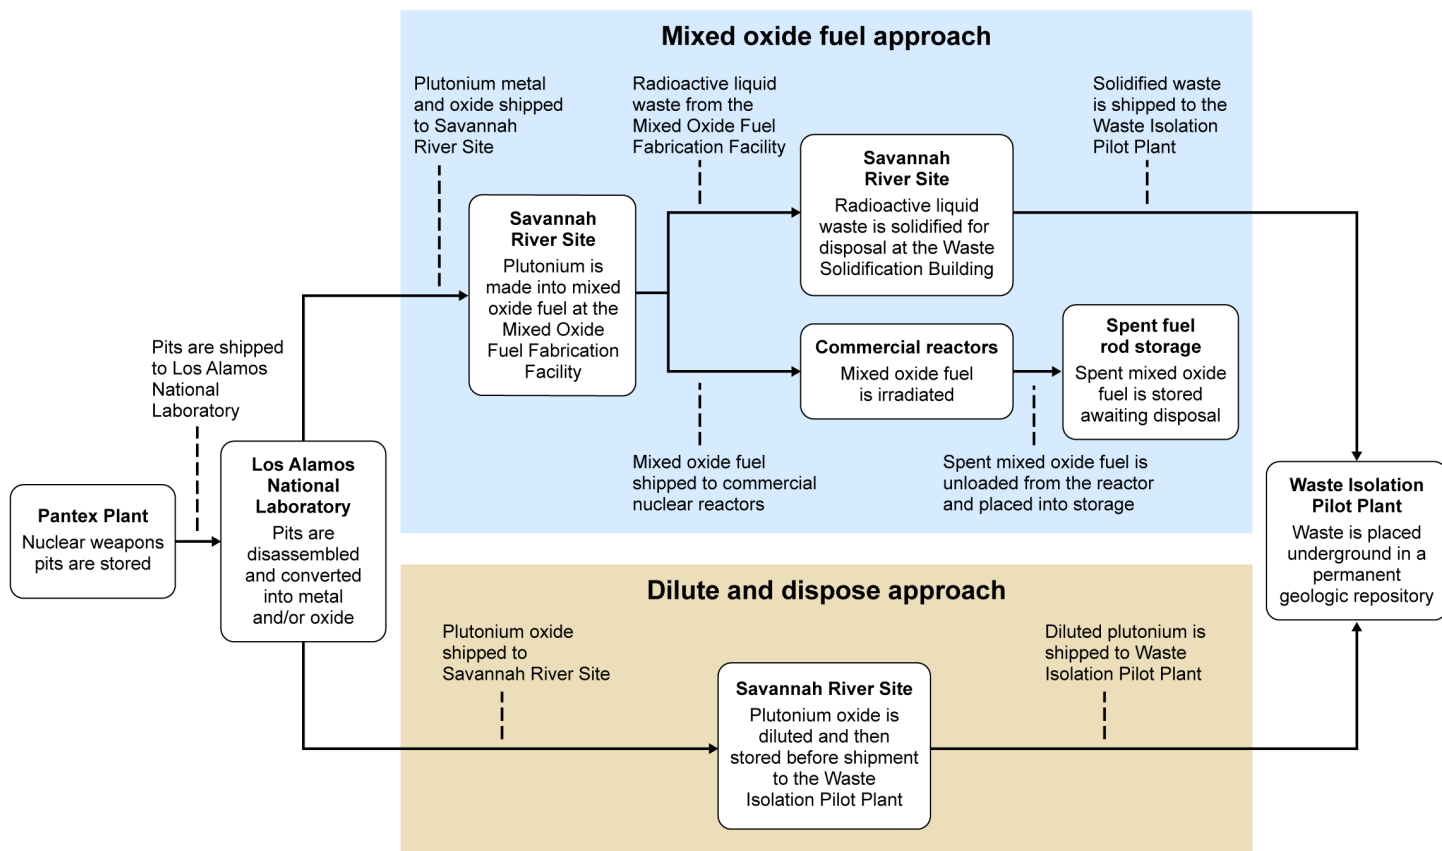 Mixed oxide fuel approach
Plutonium metal
and oxide shipped
to Savannah
River Site
Radioactive liquid
waste from the
Mixed Oxide Fuel
Fabrication Facility
Solidified waste
is shipped to the
Waste Isolation
Pilot Plant
Savannah
River Site
Radioactive liquid
waste is solidified for
disposal at the Waste
Solidification Building
Savannah
River Site
Plutonium is
made into mixed
oxide fuel at the
Mixed Oxide
Fuel Fabrication
Facility
Commercial reactors
Mixed oxide fuel
is irradiated
Spent fuel
rod storage
Spent mixed oxide
fuel is stored
awaiting disposal
Pits are shipped
to Los Alamos
National
Laboratory
Mixed oxide fuel
shipped to commercial
nuclear reactors
Spent mixed oxide fuel is
unloaded from the reactor
and placed into storage
Pantex Plant
Nuclear weapons
pits are stored
Los Alamos
National
Laboratory
Pits are
disassembled
and converted
into metal
and/or oxide
Waste Isolation
Pilot Plant
Waste is placed
underground in a
permanent
geologic repository
Dilute and dispose approach
Plutonium oxide
shipped to
Savannah River Site
Savannah River Site
Plutonium oxide is
diluted and then
stored before shipment
to the Waste
Isolation Pilot Plant
Diluted plutonium is
shipped to Waste
Isolation Pilot Plant